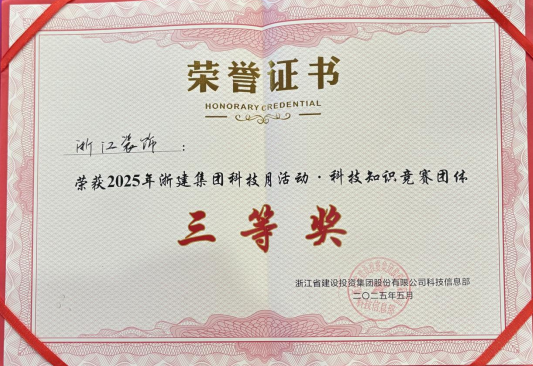 荣誉证书
HONORARY CREDENTIAL
浙江装饰：
荣获2025年浙建集团科技月活动·科技知识竞赛团体
三等奖
浙江省建设投资集团股份有限公司科技信息部
二〇二五年五月